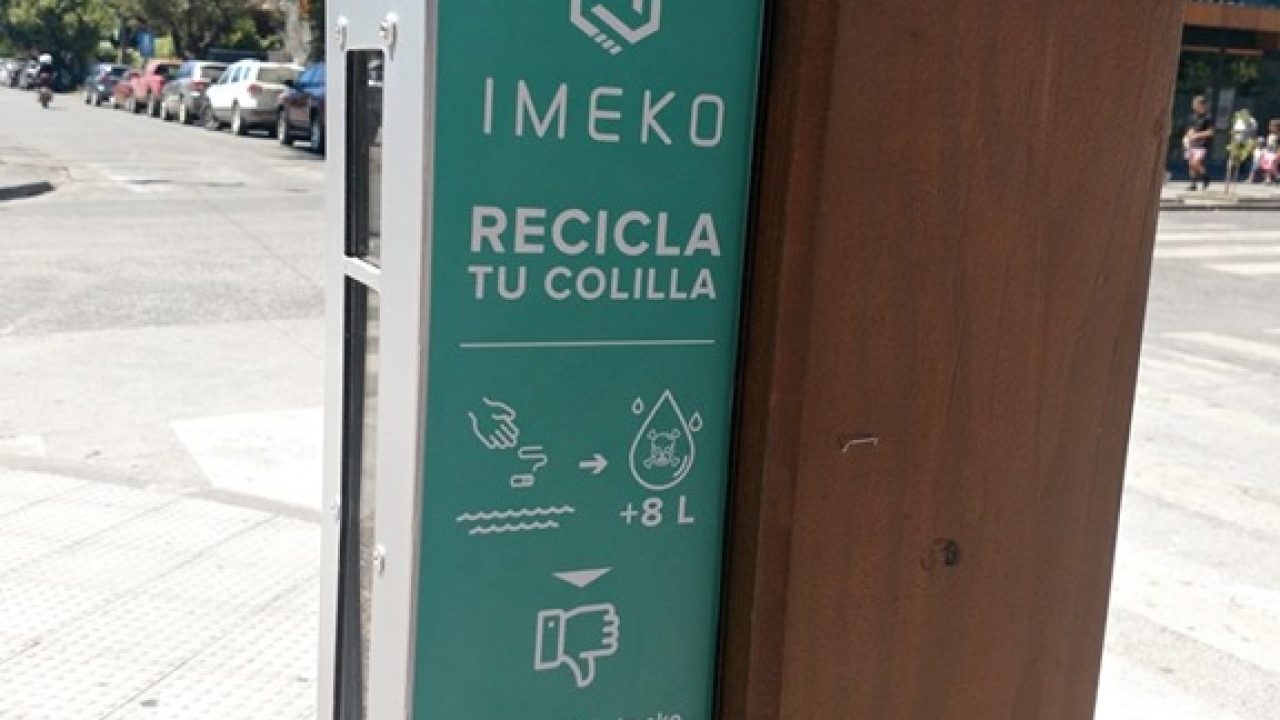 IMEKO
RECICLA
TU COLILLA
+8 L